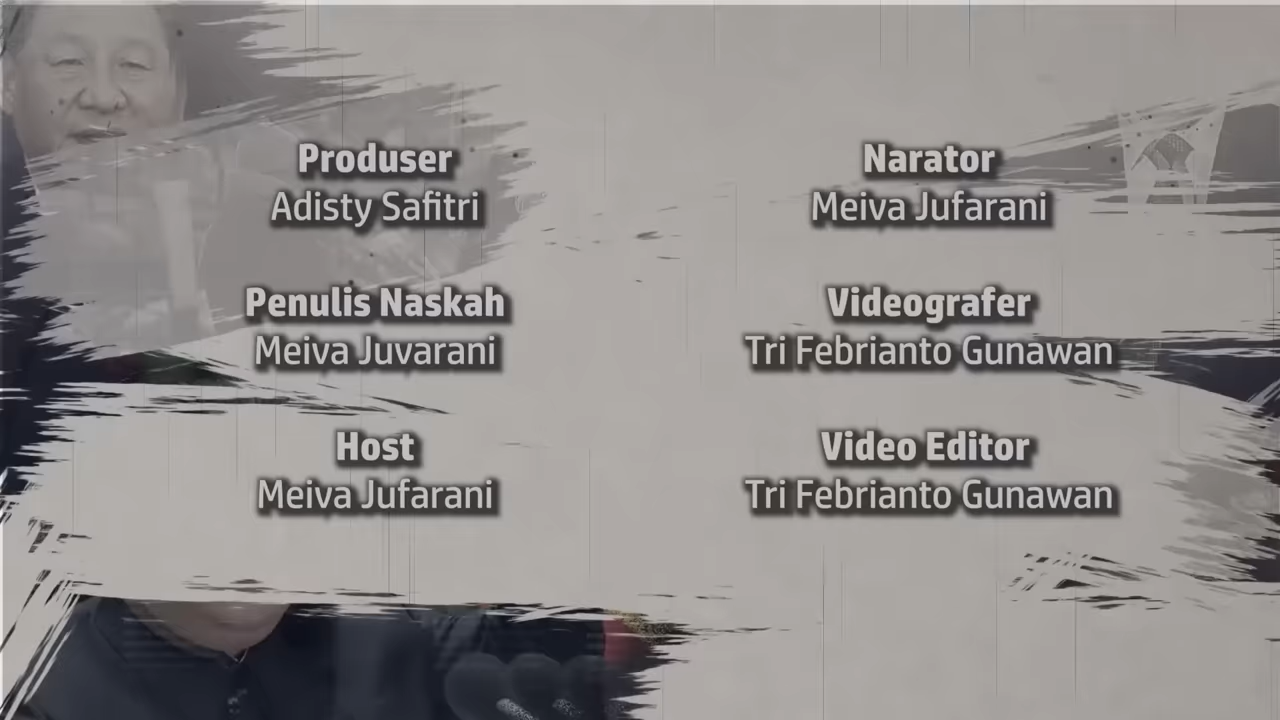 Produser
Adisty Safitri
Penulis Naskah
Meiva Juvarani
Host
Meiva Jufarani
Narator
Meiva Jufarani
Videografer
Tri Febrianto Gunawan
Video Editor
Tri Febrianto Gunawan